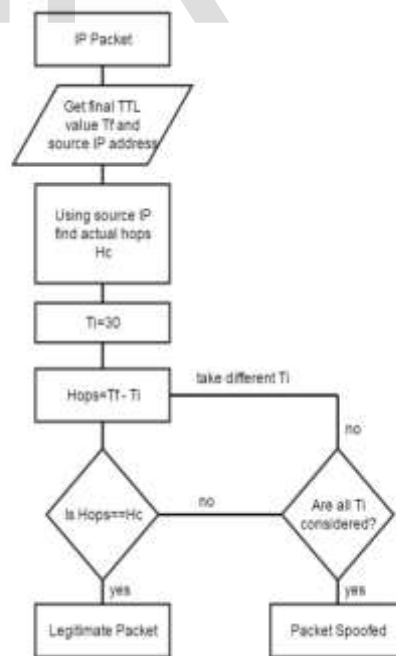 IP Packet
Get final TTL
value Tf and
source IP address
Using source IP
find actual hops
Hc
Ti=30
Hops=Tf - Ti
take different Ti
no
Is Hops==Hc
no
Are all Ti
considered?
yes
yes
Legitimate Packet
Packet Spoofed